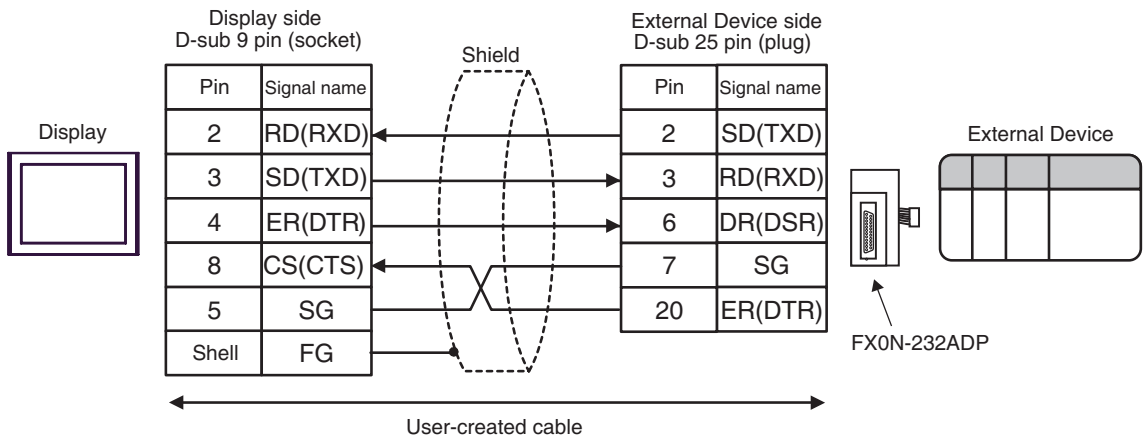 Display side
D-sub 9 pin (socket)
External Device side
D-sub 25 pin (plug)
Shield
Pin Signal name
Pin Signal name
Display
2 RD(RXD)
2 SD(TXD)
External Device
3 SD(TXD)
3 RD(RXD)
4 ER(DTR)
6 DR(DSR)
8 CS(CTS)
7 SG
5 SG
20 ER(DTR)
Shell FG
FX0N-232ADP
User-created cable